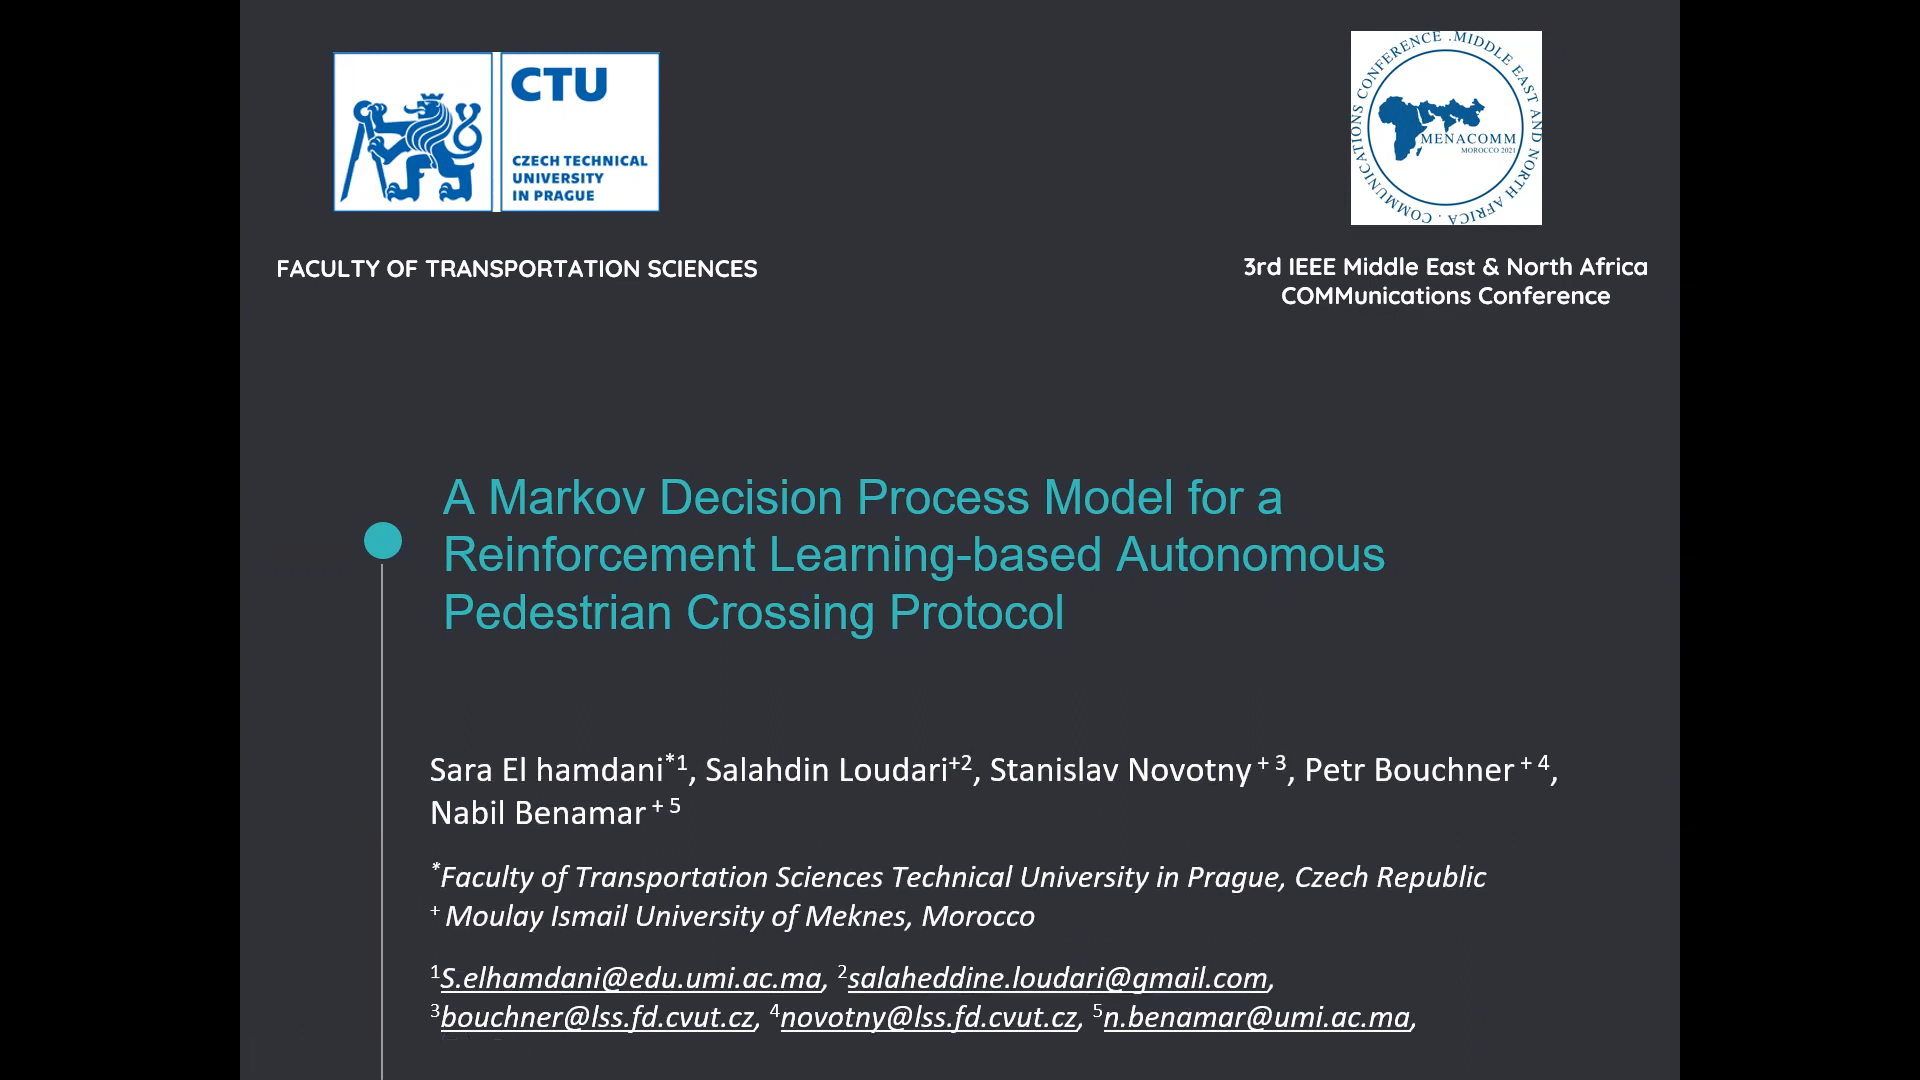 CTU
CZECH TECHNICAL
UNIVERSITY
IN PRAGUE
FACULTY OF TRANSPORTATION SCIENCES
COMMUNICATIONS CONFERENCE . MIDDLE EAST AND NORTH AFRICA .
MENACOMM
MOROCCO 2021
3rd IEEE Middle East & North Africa
COMMunications Conference
A Markov Decision Process Model for a
Reinforcement Learning-based Autonomous
Pedestrian Crossing Protocol
Sara El hamdani*1, Salahdin Loudari+2, Stanislav Novotny + 3, Petr Bouchner + 4,
Nabil Benamar + 5
*Faculty of Transportation Sciences Technical University in Prague, Czech Republic
+ Moulay Ismail University of Meknes, Morocco
1S.elhamdani@edu.umi.ac.ma, 2salaheddine.loudari@gmail.com,
3bouchner@lss.fd.cvut.cz, 4novotny@lss.fd.cvut.cz, 5n.benamar@umi.ac.ma,